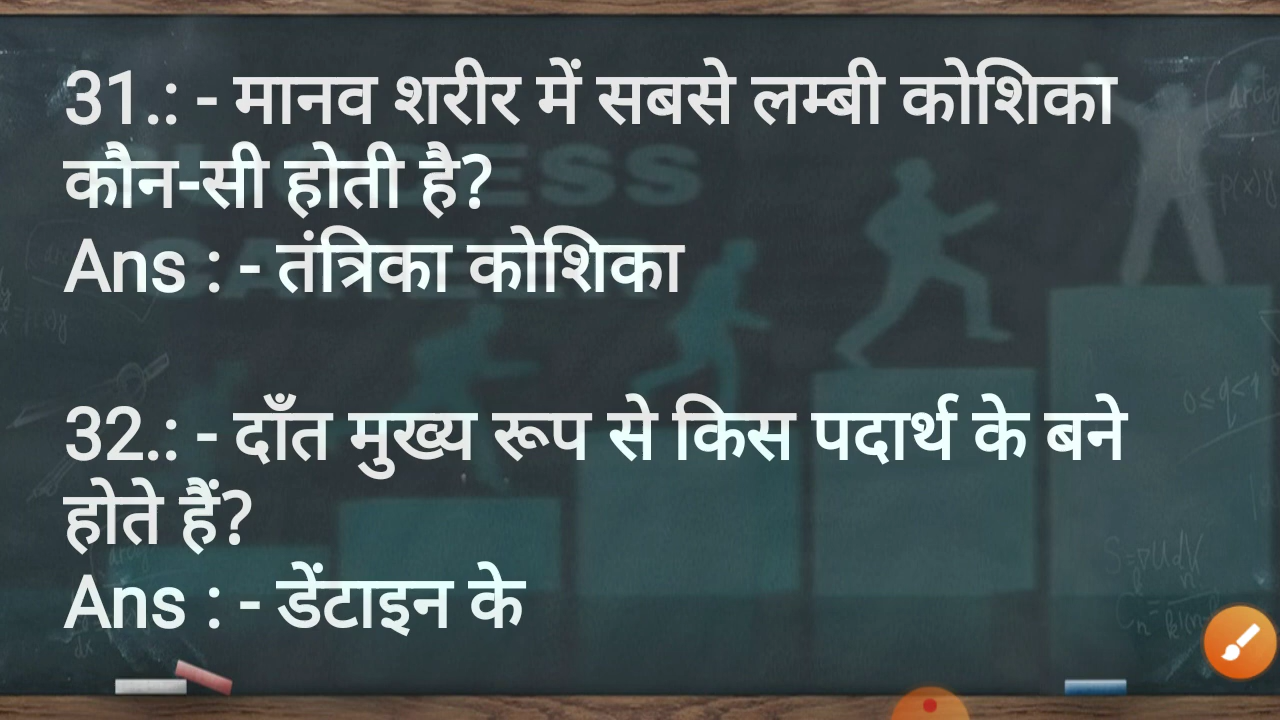 31.: - मानव शरीर में सबसे लम्बी कोशिका
कौन-सी होती है?
Ans : - तंत्रिका कोशिका
32.: - दाँत मुख्य रूप से किस पदार्थ के बने
होते हैं?
Ans : - डेंटाइन के